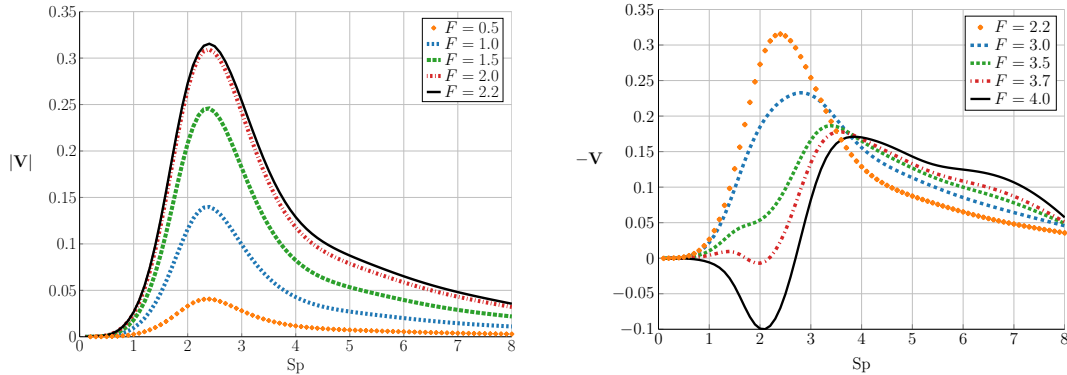 0.35
0.3
0.25
0.2
0.15
0.1
0.05
0
|V|
0 1 2 3 4 5 6 7 8
Sp
F = 0.5
F = 1.0
F = 1.5
F = 2.0
F = 2.2
0.35
0.3
0.25
0.2
0.15
0.1
0.05
0
−0.05
−0.1
−V
0 1 2 3 4 5 6 7 8
Sp
F = 2.2
F = 3.0
F = 3.5
F = 3.7
F = 4.0